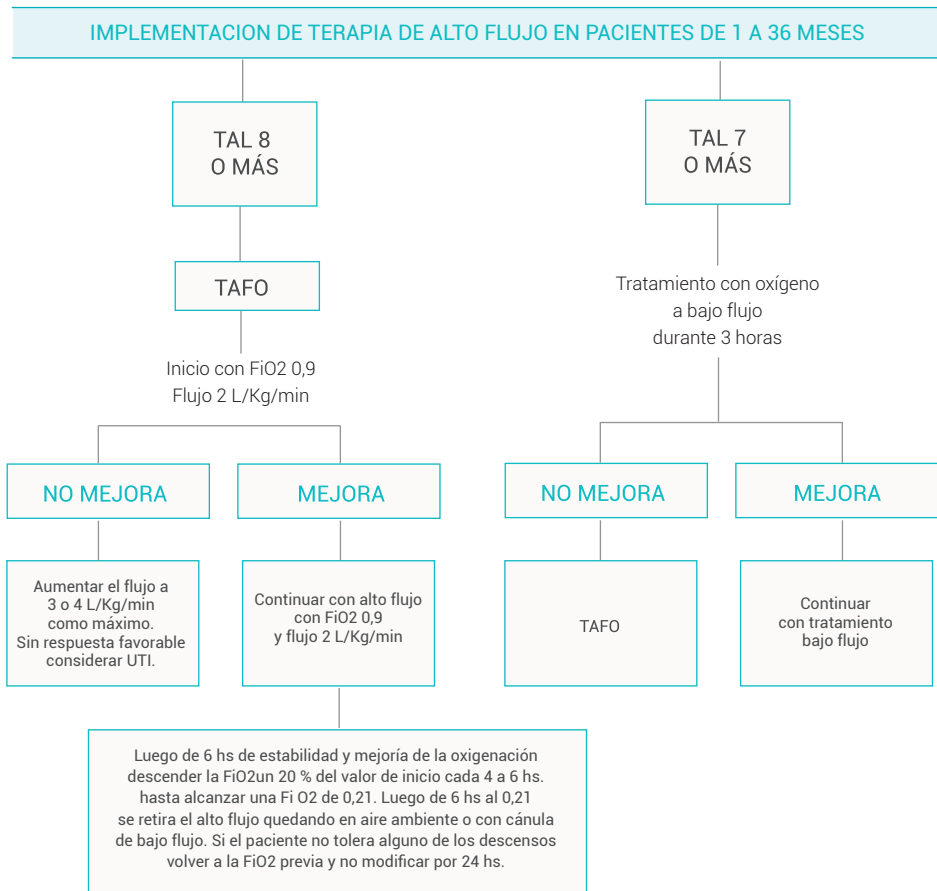 IMPLEMENTACION DE TERAPIA DE ALTO FLUJO EN PACIENTES DE 1 A 36 MESES
TAL 8
O MÁS
TAFO
Inicio con FiO2 0,9
Flujo 2 L/Kg/min
NO MEJORA
Aumentar el flujo a
3 o 4 L/Kg/min
como máximo.
Sin respuesta favorable
considerar UTI.
MEJORA
Continuar con alto flujo
con FiO2 0,9
y flujo 2 L/Kg/min
Luego de 6 hs de estabilidad y mejoría de la oxigenación
descender la FiO2un 20 % del valor de inicio cada 4 a 6 hs.
hasta alcanzar una Fi O2 de 0,21. Luego de 6 hs al 0,21
se retira el alto flujo quedando en aire ambiente o con cánula
de bajo flujo. Si el paciente no tolera alguno de los descensos
volver a la FiO2 previa y no modificar por 24 hs.
TAL 7
O MÁS
Tratamiento con oxígeno
a bajo flujo
durante 3 horas
NO MEJORA
TAFO
MEJORA
Continuar
con tratamiento
bajo flujo